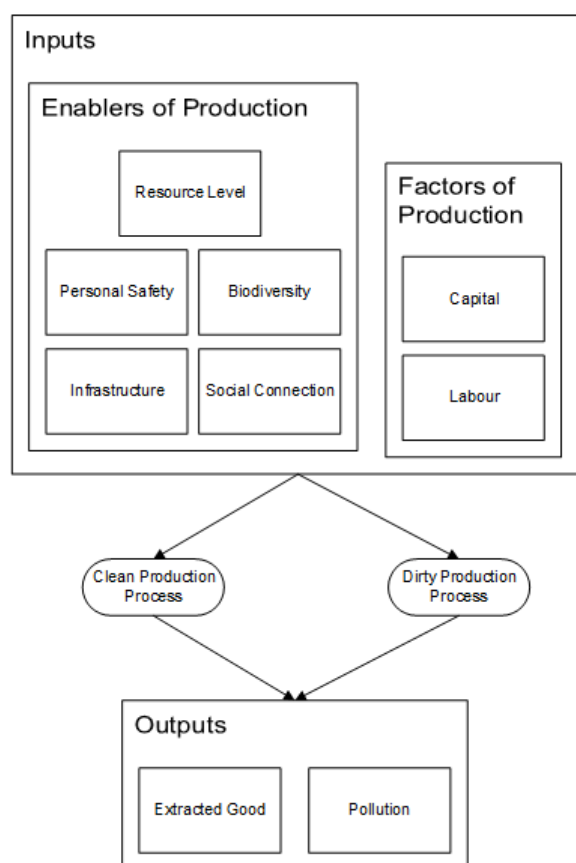 Inputs
Enablers of Production
Resource Level
Personal Safety
Biodiversity
Infrastructure
Social Connection
Factors of
Production
Capital
Labour
Clean Production
Process
Dirty Production
Process
Outputs
Extracted Good
Pollution